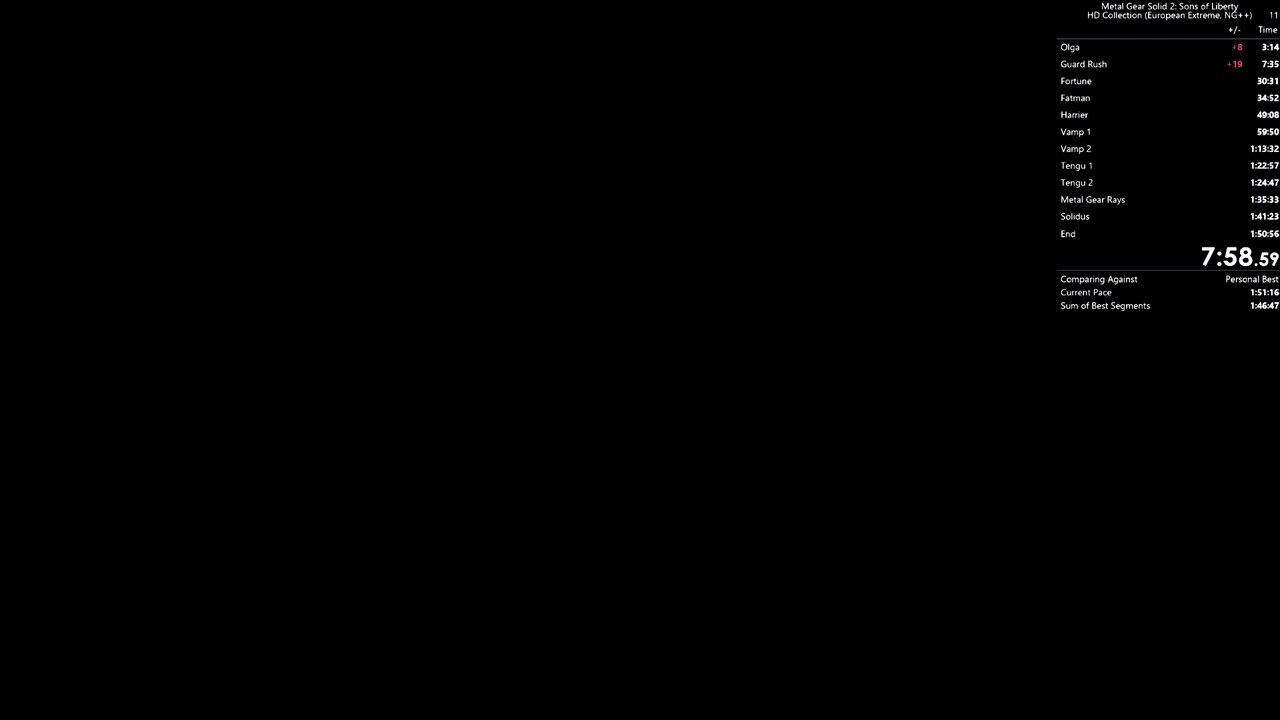 Metal Gear Solid 2: Sons of Liberty
HD Collection (European Extreme, NG++) 11
+/- Time
Olga +8 3:14
Guard Rush +19 7:35
Fortune 30:31
Fatman 34:52
Harrier 49:08
Vamp 1 59:50
Vamp 2 1:13:32
Tengu 1 1:22:57
Tengu 2 1:24:47
Metal Gear Rays 1:35:33
Solidus 1:41:23
End 1:50:56
7:58.59
Comparing Against Personal Best
Current Pace 1:51:16
Sum of Best Segments 1:46:47